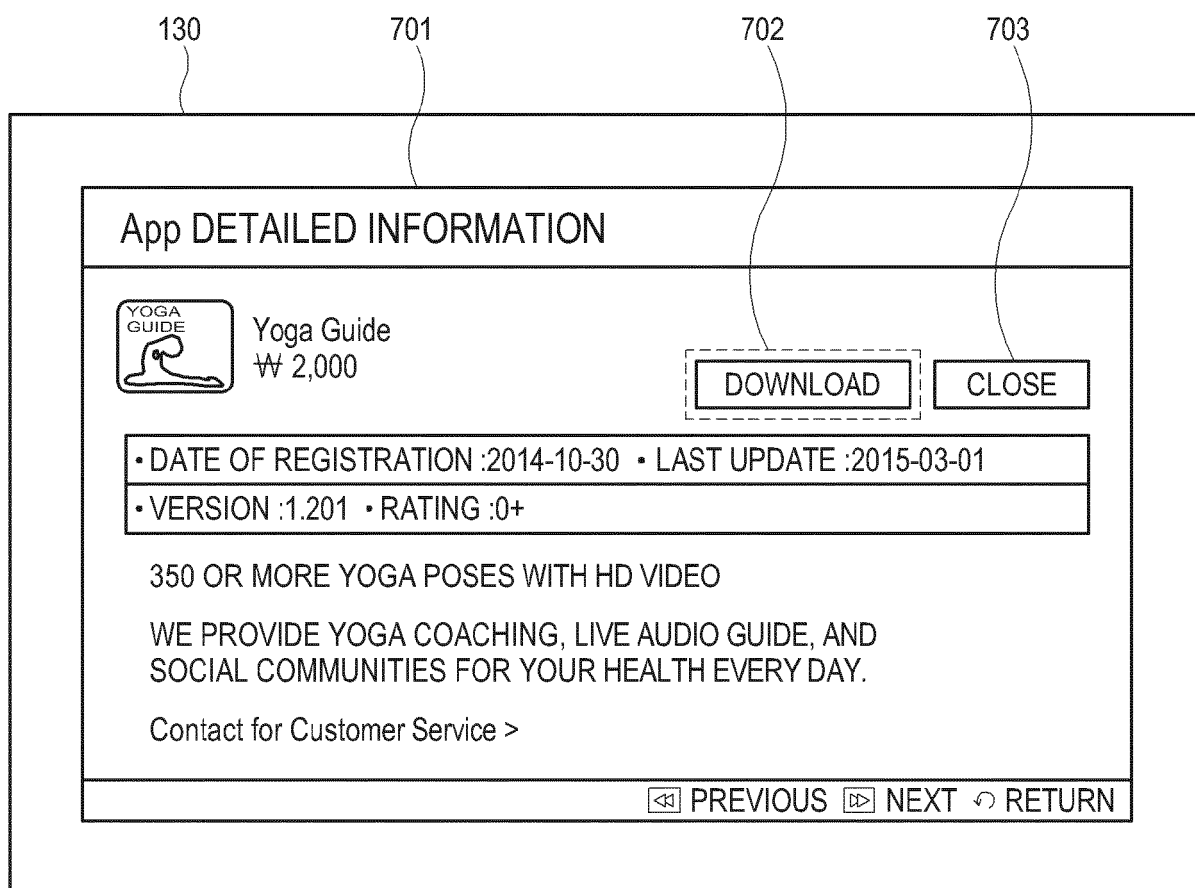 130 701 702 703
App DETAILED INFORMATION
YOGA
GUIDE
Yoga Guide
₩ 2,000
DOWNLOAD CLOSE
• DATE OF REGISTRATION :2014-10-30 • LAST UPDATE :2015-03-01
• VERSION :1.201 • RATING :0+
350 OR MORE YOGA POSES WITH HD VIDEO
WE PROVIDE YOGA COACHING, LIVE AUDIO GUIDE, AND
SOCIAL COMMUNITIES FOR YOUR HEALTH EVERY DAY.
Contact for Customer Service >
PREVIOUS NEXT RETURN